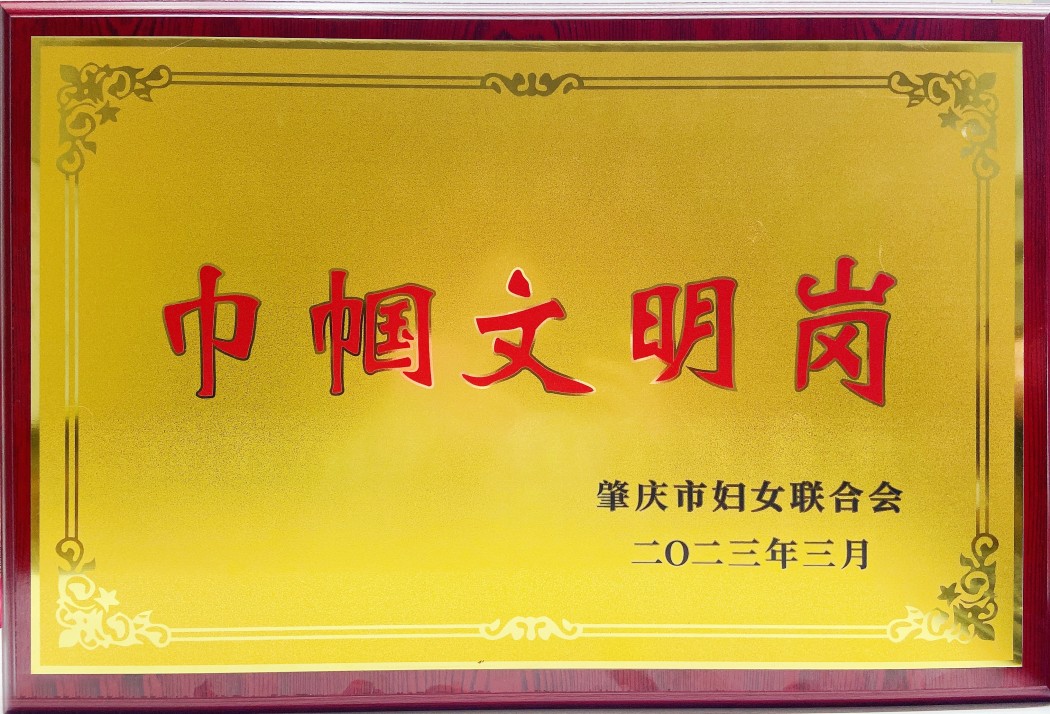 巾帼文明岗
肇庆市妇女联合会
二〇二三年三月